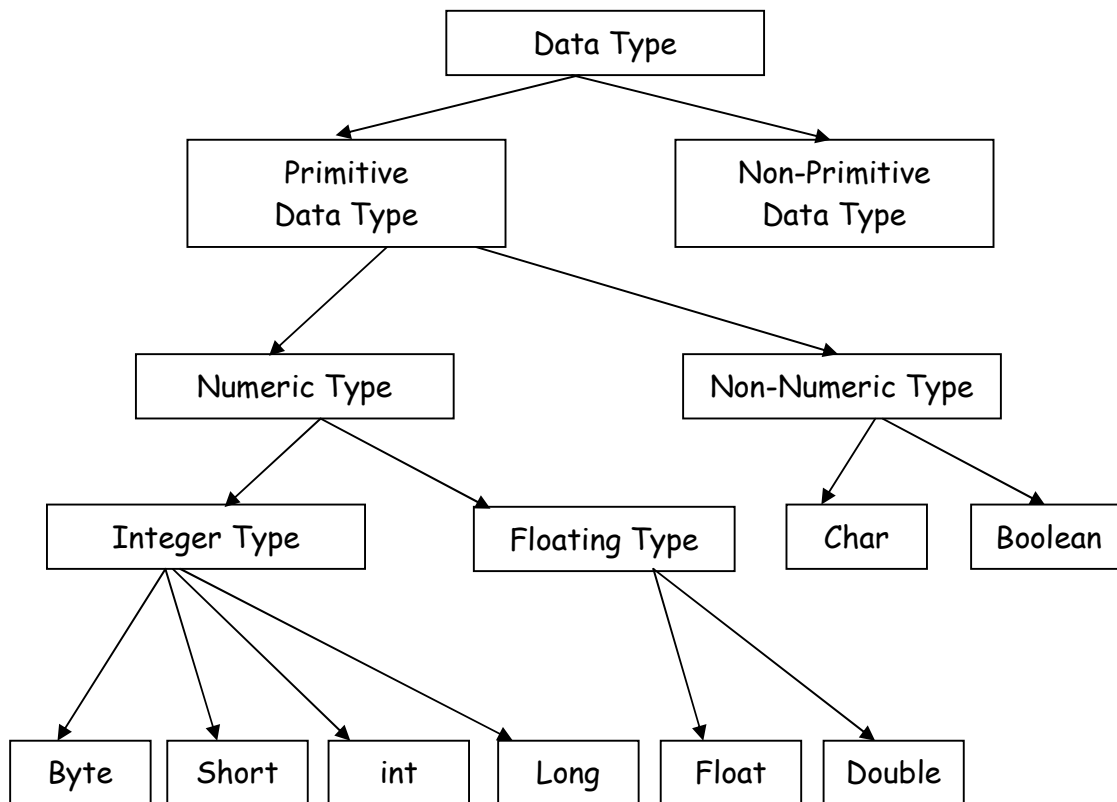 Data Type
Primitive
Data Type
Non-Primitive
Data Type
Numeric Type
Non-Numeric Type
Integer Type
Floating Type
Char
Boolean
Byte
Short
int
Long
Float
Double